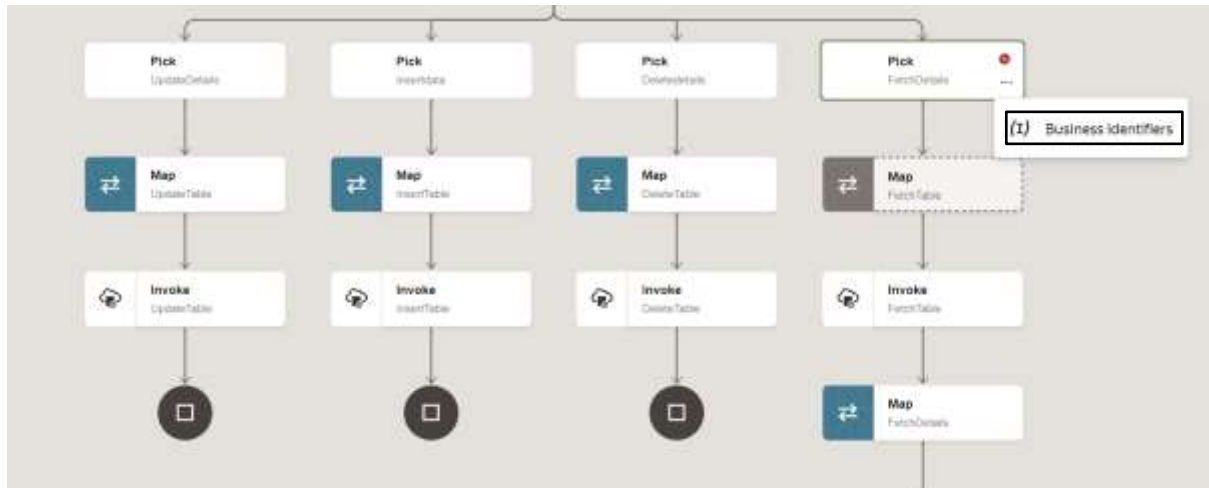 Pick
UpdateDetails
Pick
Insertdata
Pick
Deletedetails
Pick
FetchDetails
...
(I) Business Identifiers
Map
UpdateTable
Map
InsertTable
Map
DeleteTable
Map
FetchTable
Invoke
UpdateTable
Invoke
InsertTable
Invoke
DeleteTable
Invoke
FetchTable
Map
FetchDetails